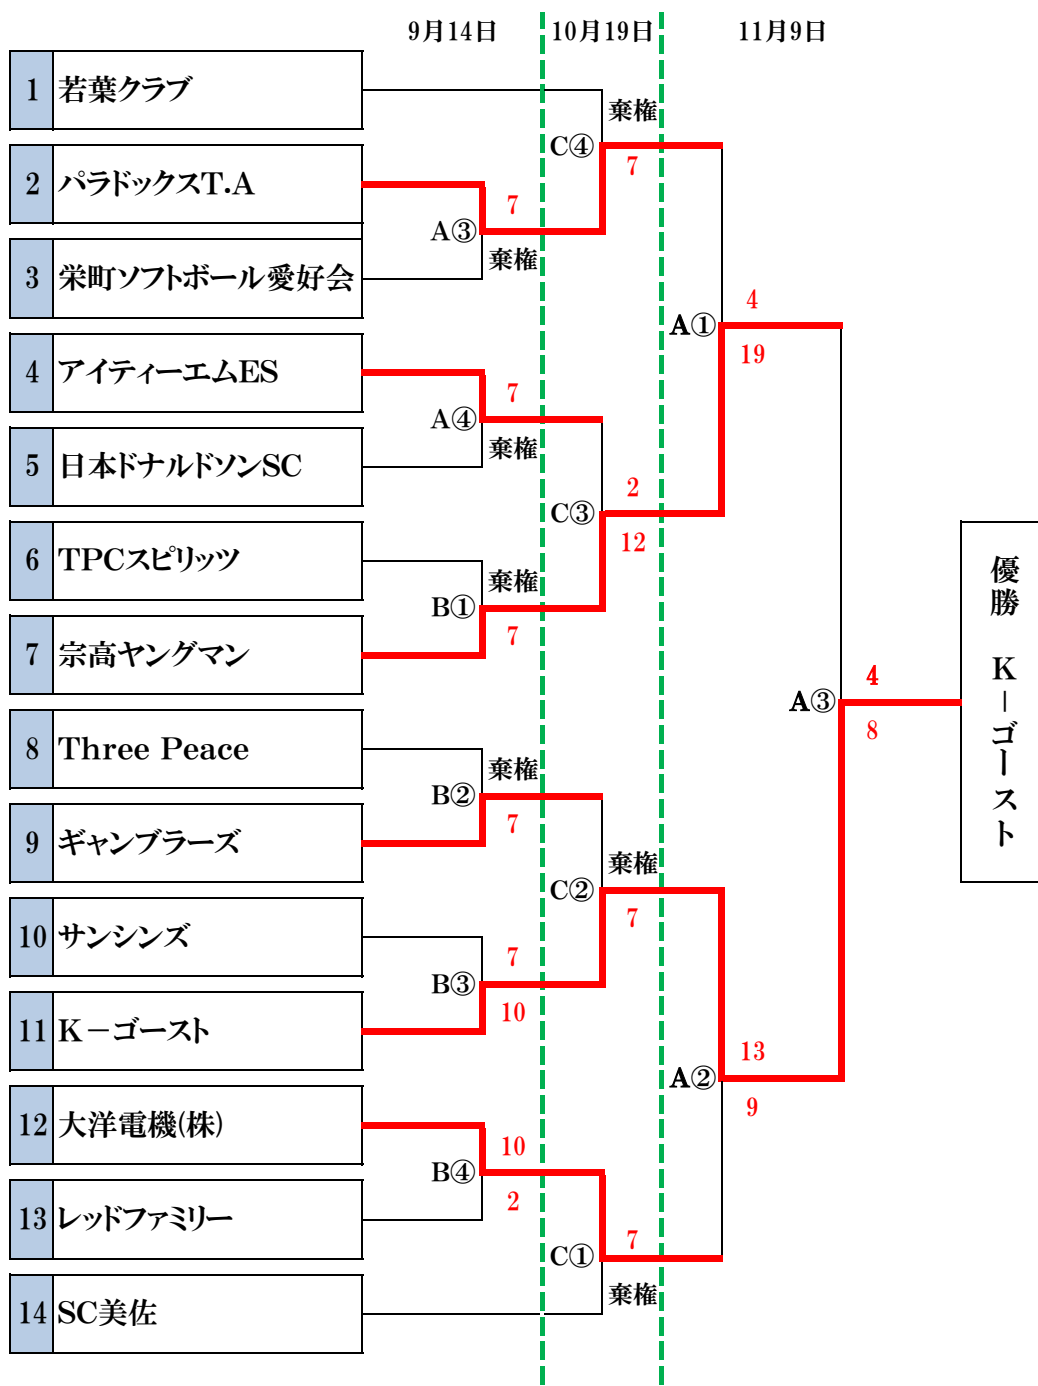 9月14日 10月19日 11月9日
1 若葉クラブ
棄権
C④
7
2 パラドックスT.A
7
A③
棄権
3 栄町ソフトボール愛好会
4
A①
19
4 アイティーエムES
7
A④
棄権
5 日本ドナルドソンSC
2
C③
12
6 TPCスピリッツ
棄権
B①
7
7 宗高ヤングマン
4
A③
8
優勝 K-ゴースト
8 Three Peace
棄権
B②
7
9 ギャンブラーズ
棄権
C②
7
10 サンシンズ
7
B③
10
11 K-ゴースト
13
A②
9
12 大洋電機(株)
10
B④
2
13 レッドファミリー
7
C①
棄権
14 SC美佐